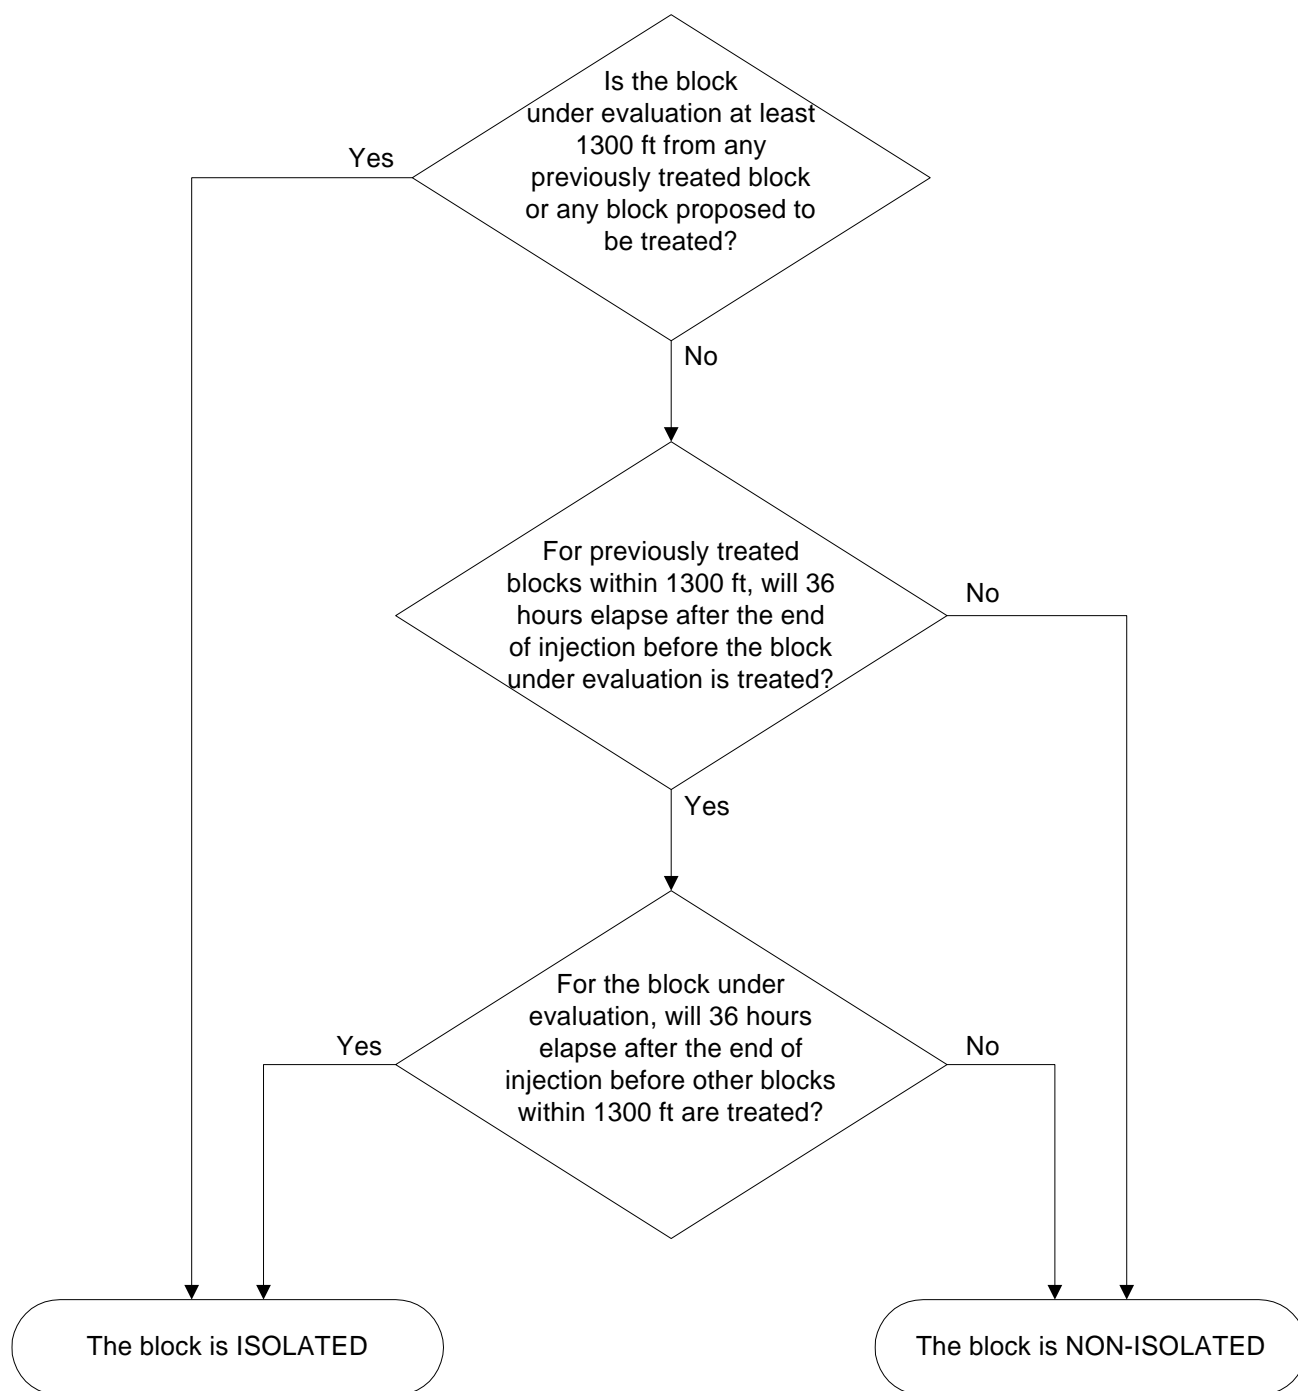 Is the block
under evaluation at least
1300 ft from any
previously treated block
or any block proposed to
be treated?
Yes
No
For previously treated
blocks within 1300 ft, will 36
hours elapse after the end
of injection before the block
under evaluation is treated?
No
Yes
For the block under
evaluation, will 36 hours
elapse after the end of
injection before other blocks
within 1300 ft are treated?
Yes
No
The block is ISOLATED
The block is NON-ISOLATED